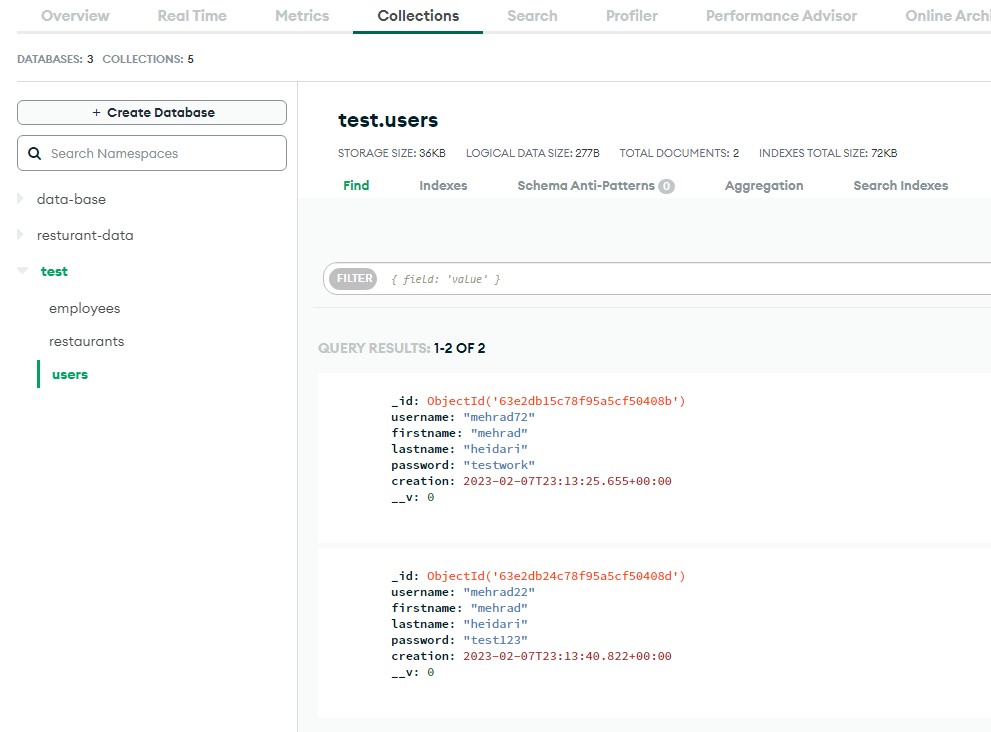 Overview Real Time Metrics Collections Search Profiler Performance Advisor Online Archi
DATABASES: 3 COLLECTIONS: 5
+ Create Database
Search Namespaces
data-base
resturant-data
test
employees
restaurants
users
test.users
STORAGE SIZE: 36KB LOGICAL DATA SIZE: 277B TOTAL DOCUMENTS: 2 INDEXES TOTAL SIZE: 72KB
Find Indexes Schema Anti-Patterns 0 Aggregation Search Indexes
FILTER { field: 'value' }
QUERY RESULTS: 1-2 OF 2
_id: ObjectId('63e2db15c78f95a5cf50408b')
username: "mehrad72"
firstname: "mehrad"
lastname: "heidari"
password: "testwork"
creation: 2023-02-07T23:13:25.655+00:00
__v: 0
_id: ObjectId('63e2db24c78f95a5cf50408d')
username: "mehrad22"
firstname: "mehrad"
lastname: "heidari"
password: "test123"
creation: 2023-02-07T23:13:40.822+00:00
__v: 0